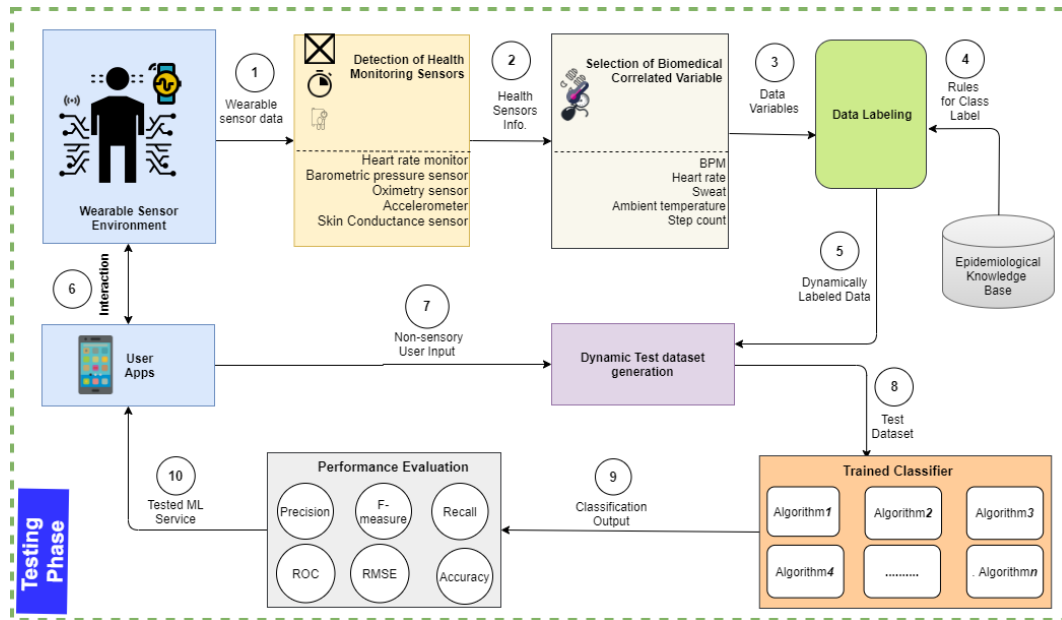 1
Wearable
sensor data
Wearable Sensor
Environment
Detection of Health
Monitoring Sensors
Heart rate monitor
Barometric pressure sensor
Oximetry sensor
Accelerometer
Skin Conductance sensor
2
Health
Sensors
Info.
Selection of Biomedical
Correlated Variable
BPM
Heart rate
Sweat
Ambient temperature
Step count
3
Data
Variables
Data Labeling
4
Rules
for Class
Label
Epidemiological
Knowledge
Base
5
Dynamically
Labeled Data
6
Interaction
User
Apps
7
Non-sensory
User Input
Dynamic Test dataset
generation
8
Test
Dataset
Trained Classifier
Algorithm1
Algorithm2
Algorithm3
Algorithm4
..........
. Algorithmn
9
Classification
Output
Performance Evaluation
Precision
F-
measure
Recall
ROC
RMSE
Accuracy
10
Tested ML
Service
Testing
Phase